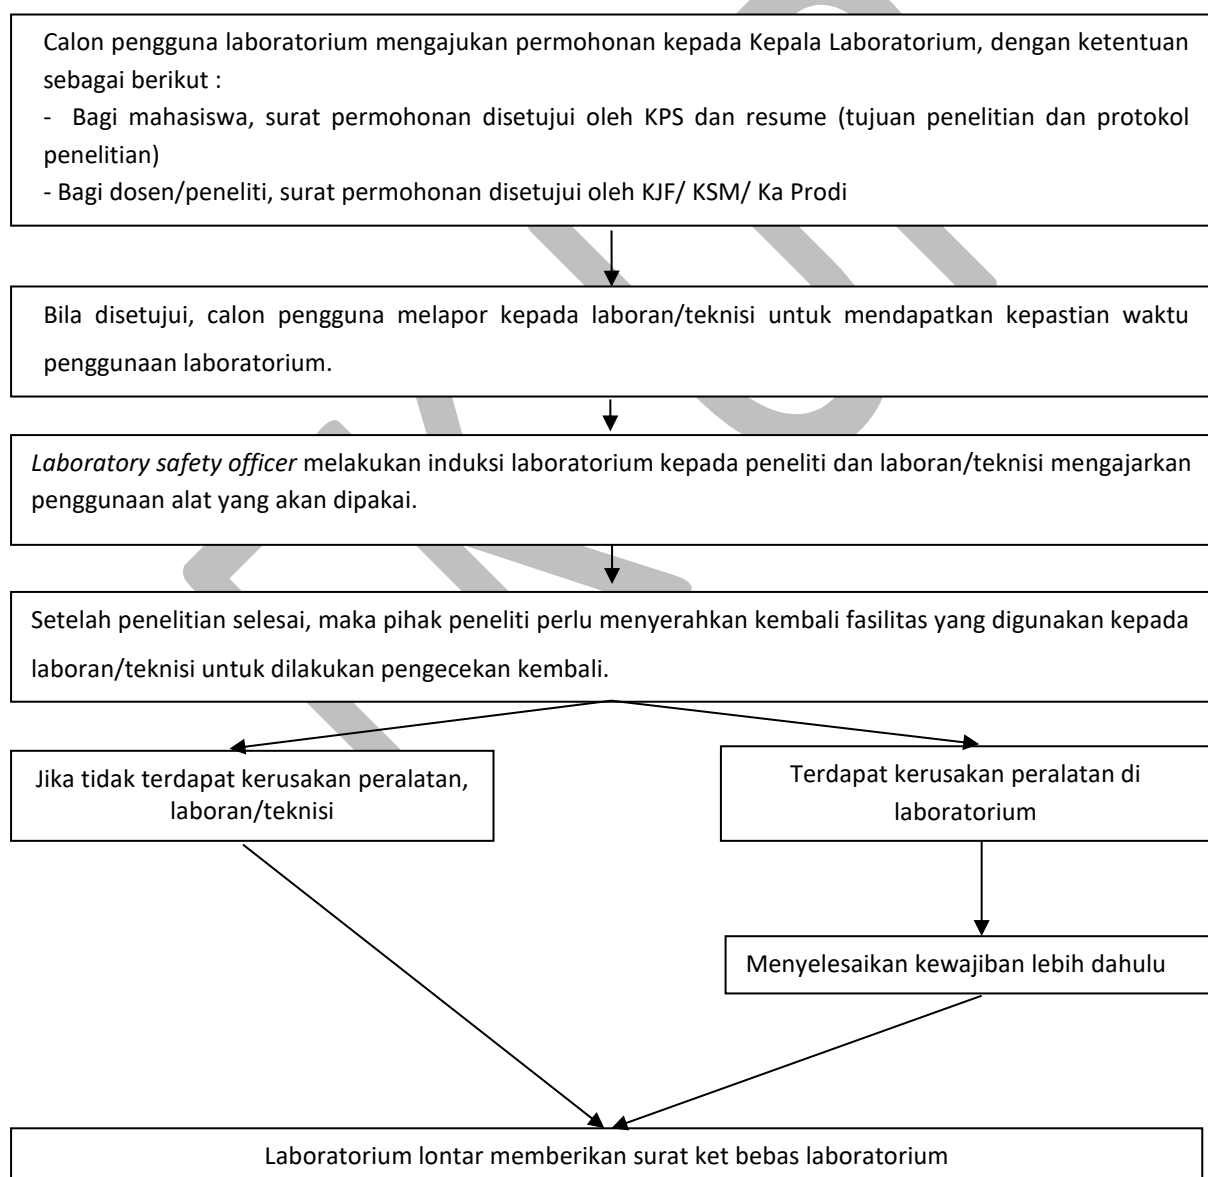 Calon pengguna laboratorium mengajukan permohonan kepada Kepala Laboratorium, dengan ketentuan
sebagai berikut :
- Bagi mahasiswa, surat permohonan disetujui oleh KPS dan resume (tujuan penelitian dan protokol
penelitian)
- Bagi dosen/peneliti, surat permohonan disetujui oleh KJF/ KSM/ Ka Prodi
Bila disetujui, calon pengguna melapor kepada laboran/teknisi untuk mendapatkan kepastian waktu
penggunaan laboratorium.
Laboratory safety officer melakukan induksi laboratorium kepada peneliti dan laboran/teknisi mengajarkan
penggunaan alat yang akan dipakai.
Setelah penelitian selesai, maka pihak peneliti perlu menyerahkan kembali fasilitas yang digunakan kepada
laboran/teknisi untuk dilakukan pengecekan kembali.
Jika tidak terdapat kerusakan peralatan,
laboran/teknisi
Terdapat kerusakan peralatan di
laboratorium
Menyelesaikan kewajiban lebih dahulu
Laboratorium lontar memberikan surat ket bebas laboratorium